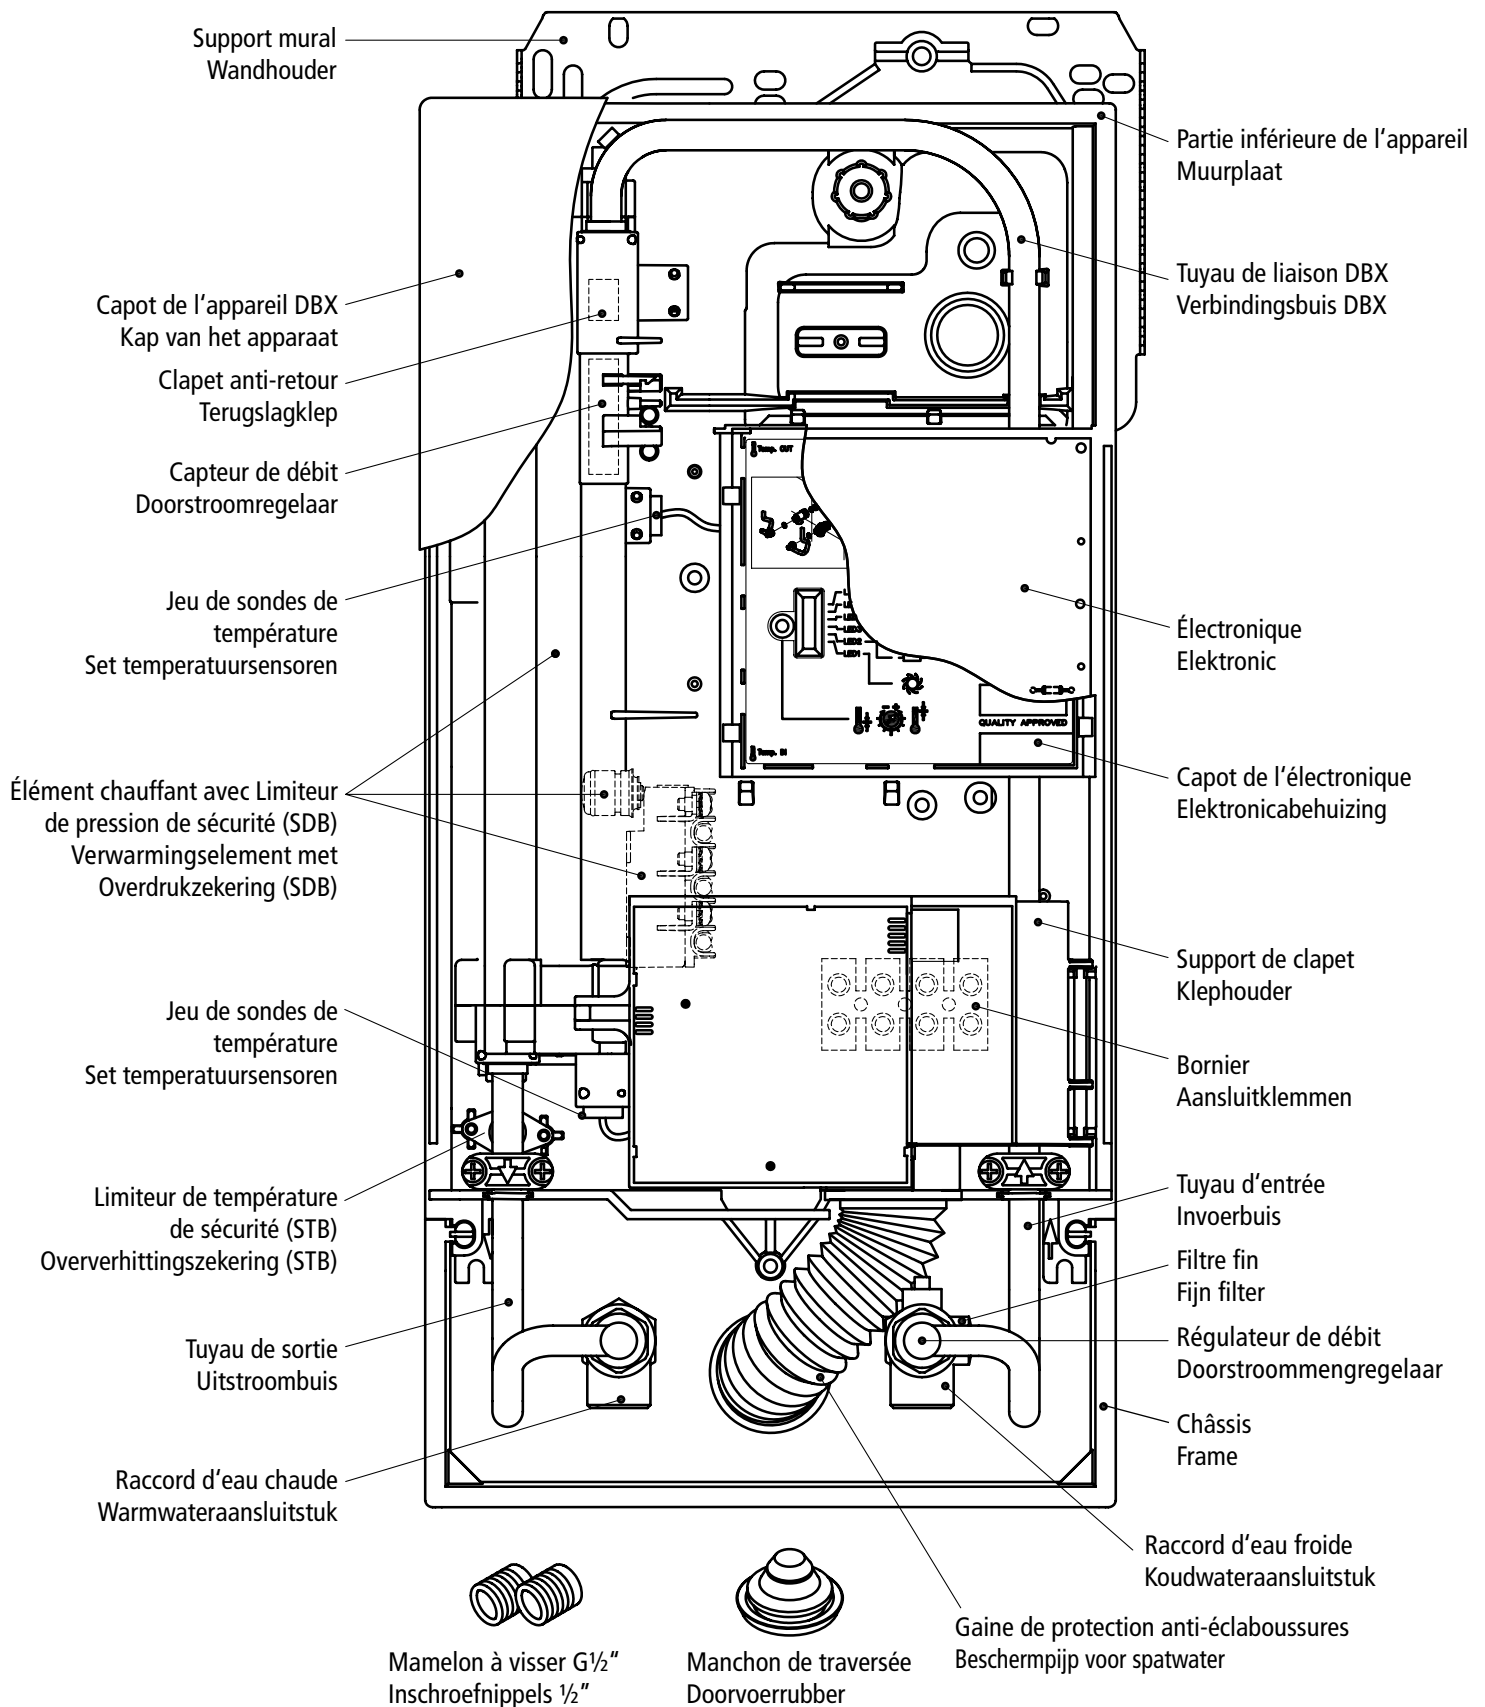 Support mural
Wandhouder
Capot de l‘appareil DBX
Kap van het apparaat
Clapet anti-retour
Terugslagklep
Capteur de débit
Doorstroomregelaar
Jeu de sondes de
température
Set temperatuursensoren
Élément chauffant avec Limiteur
de pression de sécurité (SDB)
Verwarmingselement met
Overdrukzekering (SDB)
Jeu de sondes de
température
Set temperatuursensoren
Limiteur de température
de sécurité (STB)
Oververhittingszekering (STB)
Tuyau de sortie
Uitstroombuis
Raccord d‘eau chaude
Warmwateraansluitstuk
Temp. OUT
LED3
LED2
LED1
QUALITY APPROVED
Temp. IN
Partie inférieure de l‘appareil
Muurplaat
Tuyau de liaison DBX
Verbindingsbuis DBX
Électronique
Elektronic
Capot de l‘électronique
Elektronicabehuizing
Support de clapet
Klephouder
Bornier
Aansluitklemmen
Tuyau d‘entrée
Invoerbuis
Filtre fin
Fijn filter
Régulateur de débit
Doorstroommengregelaar
Châssis
Frame
Raccord d‘eau froide
Koudwateraansluitstuk
Gaine de protection anti-éclaboussures
Beschermpijp voor spatwater
Mamelon à visser G½“
Inschroefnippels ½”
Manchon de traversée
Doorvoerrubber